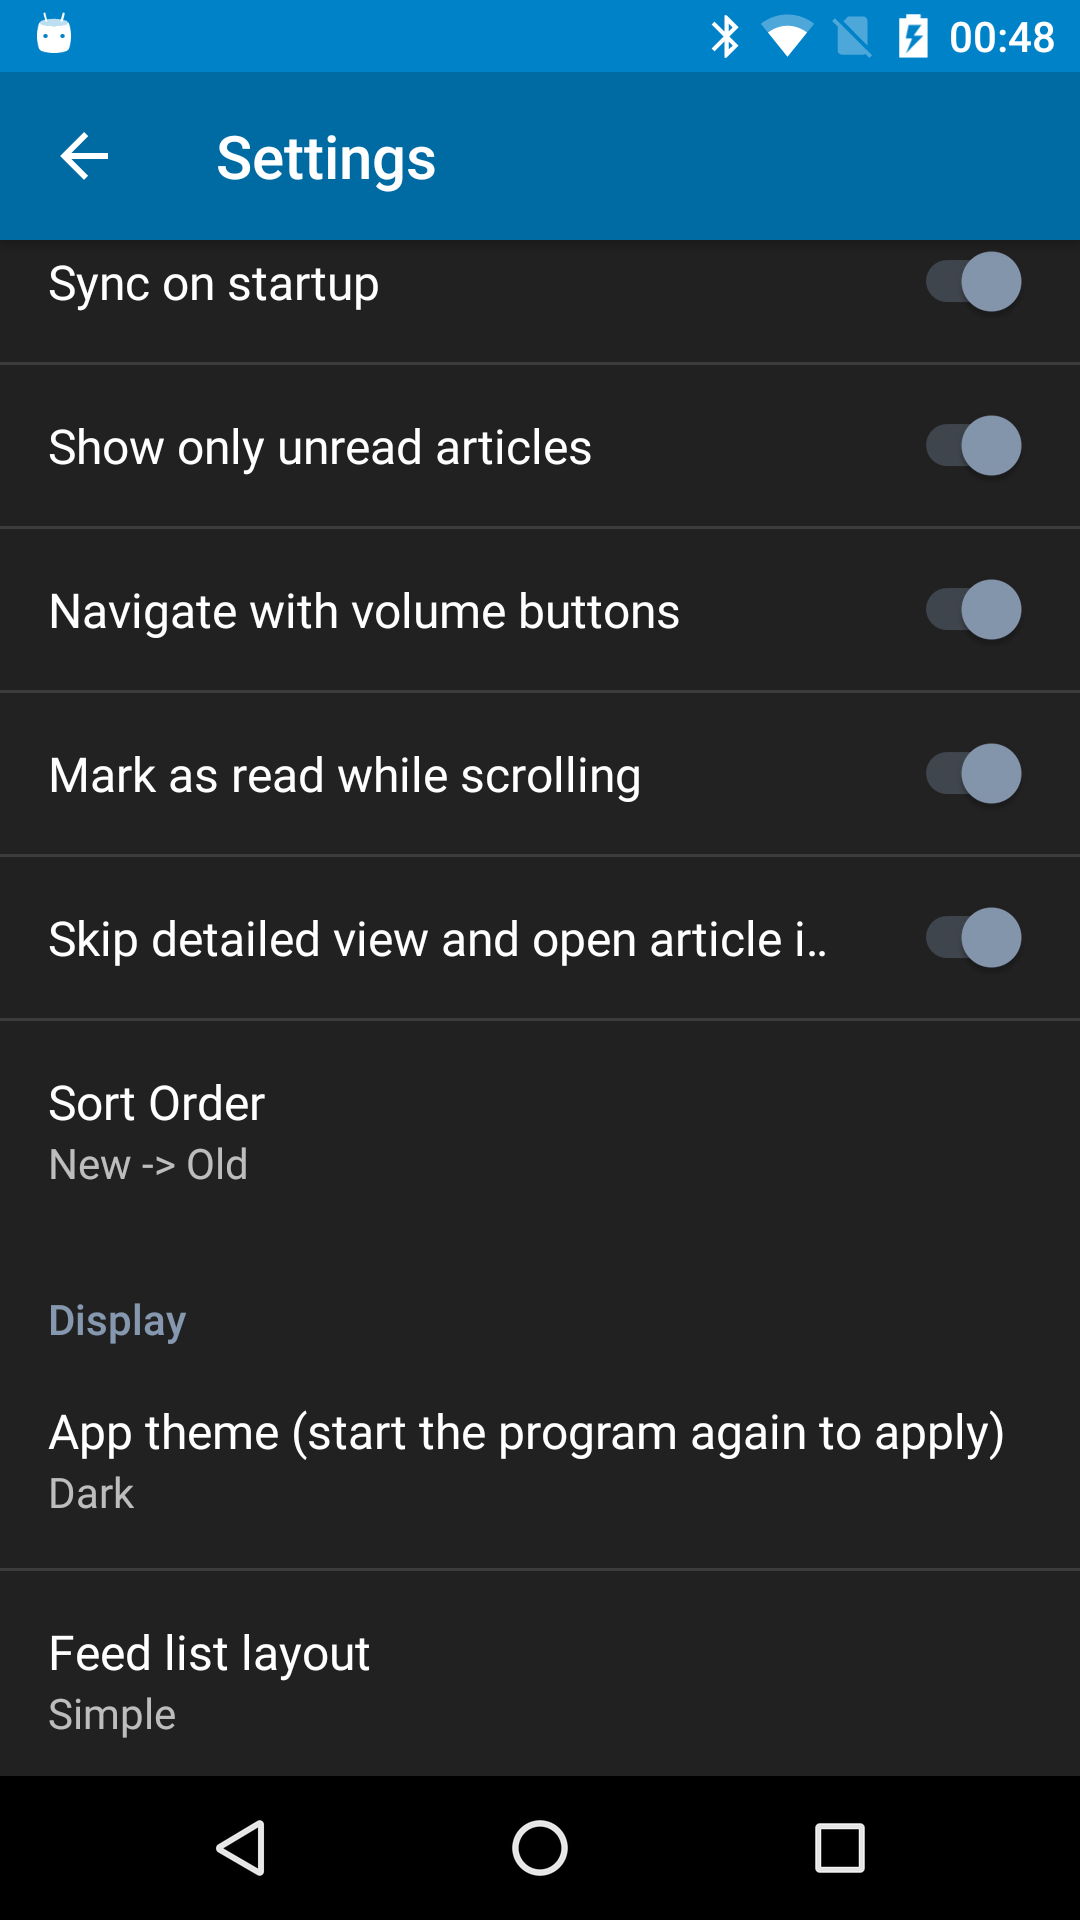 00:48
Settings
Sync on startup
Show only unread articles
Navigate with volume buttons
Mark as read while scrolling
Skip detailed view and open article i..
Sort Order
New -> Old
Display
App theme (start the program again to apply)
Dark
Feed list layout
Simple